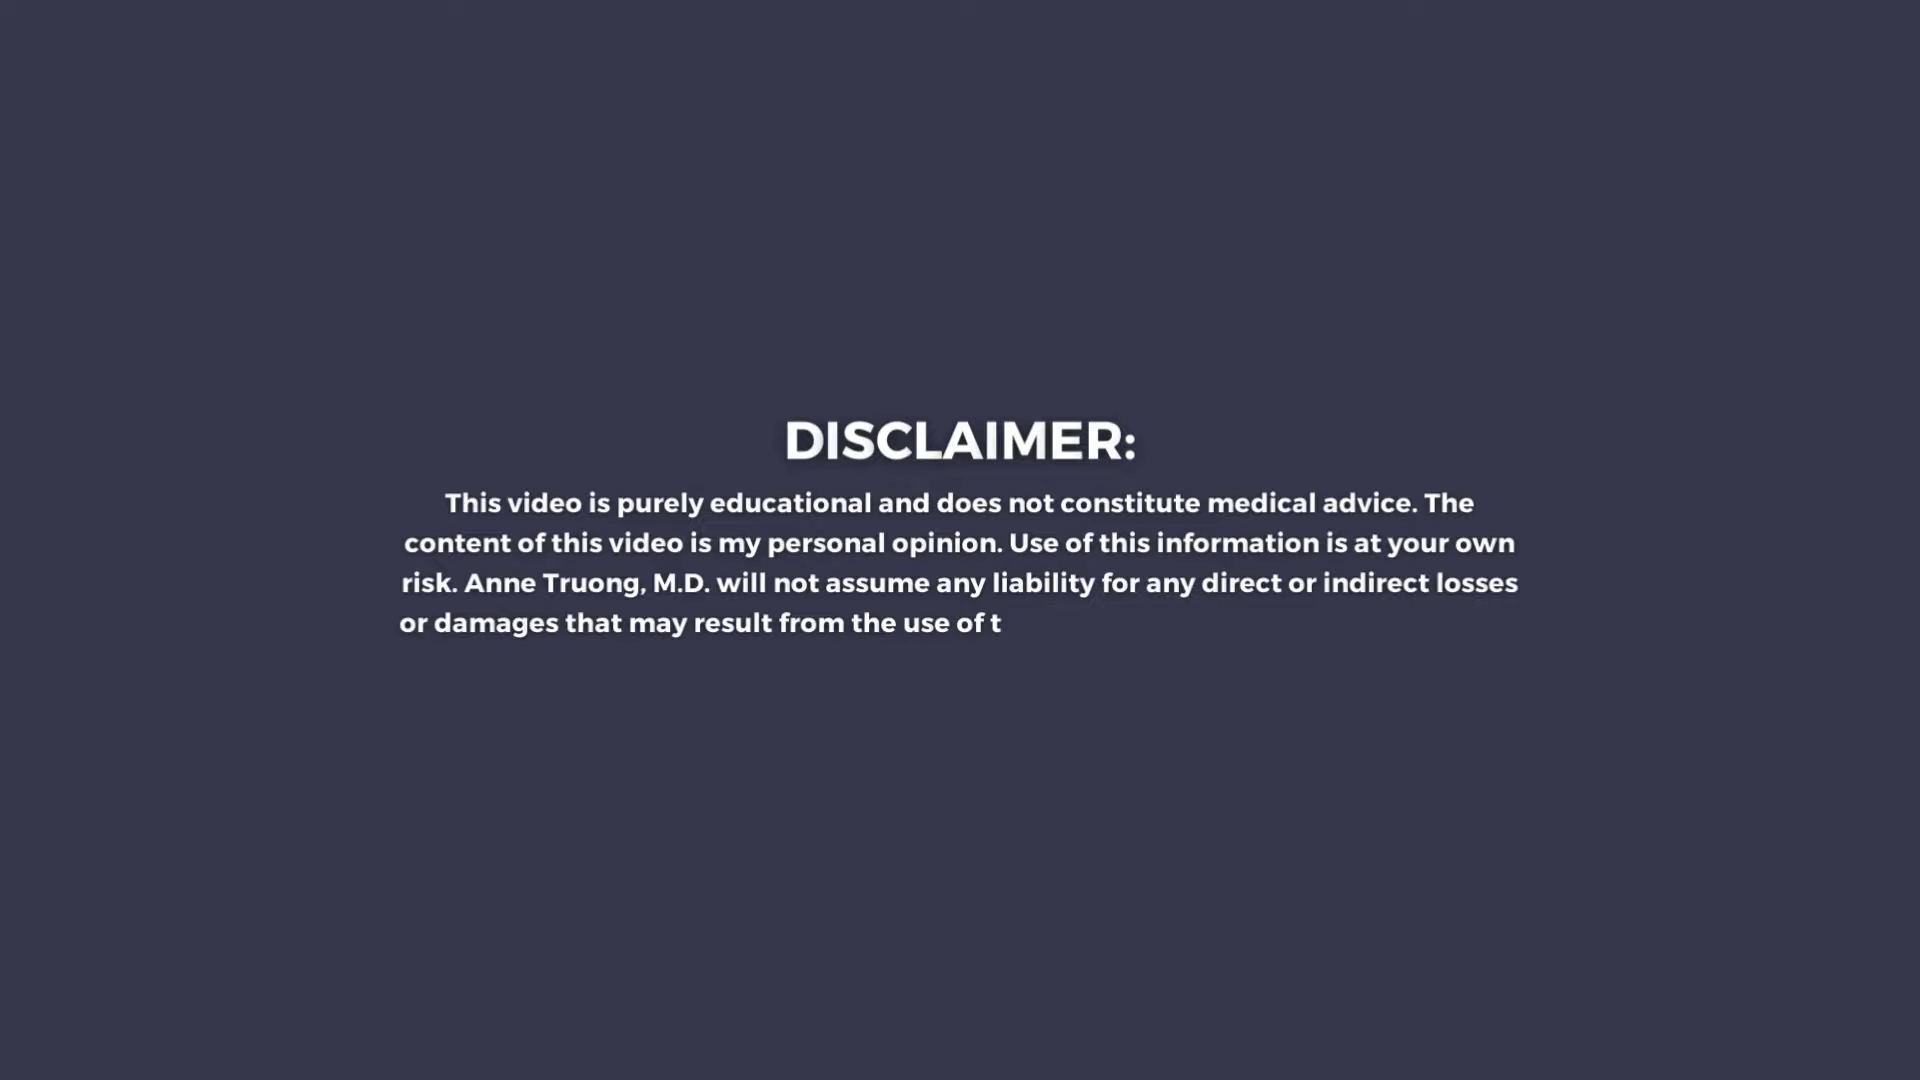 DISCLAIMER:
This video is purely educational and does not constitute medical advice. The
content of this video is my personal opinion. Use of this information is at your own
risk. Anne Truong, M.D. will not assume any liability for any direct or indirect losses
or damages that may result from the use of t